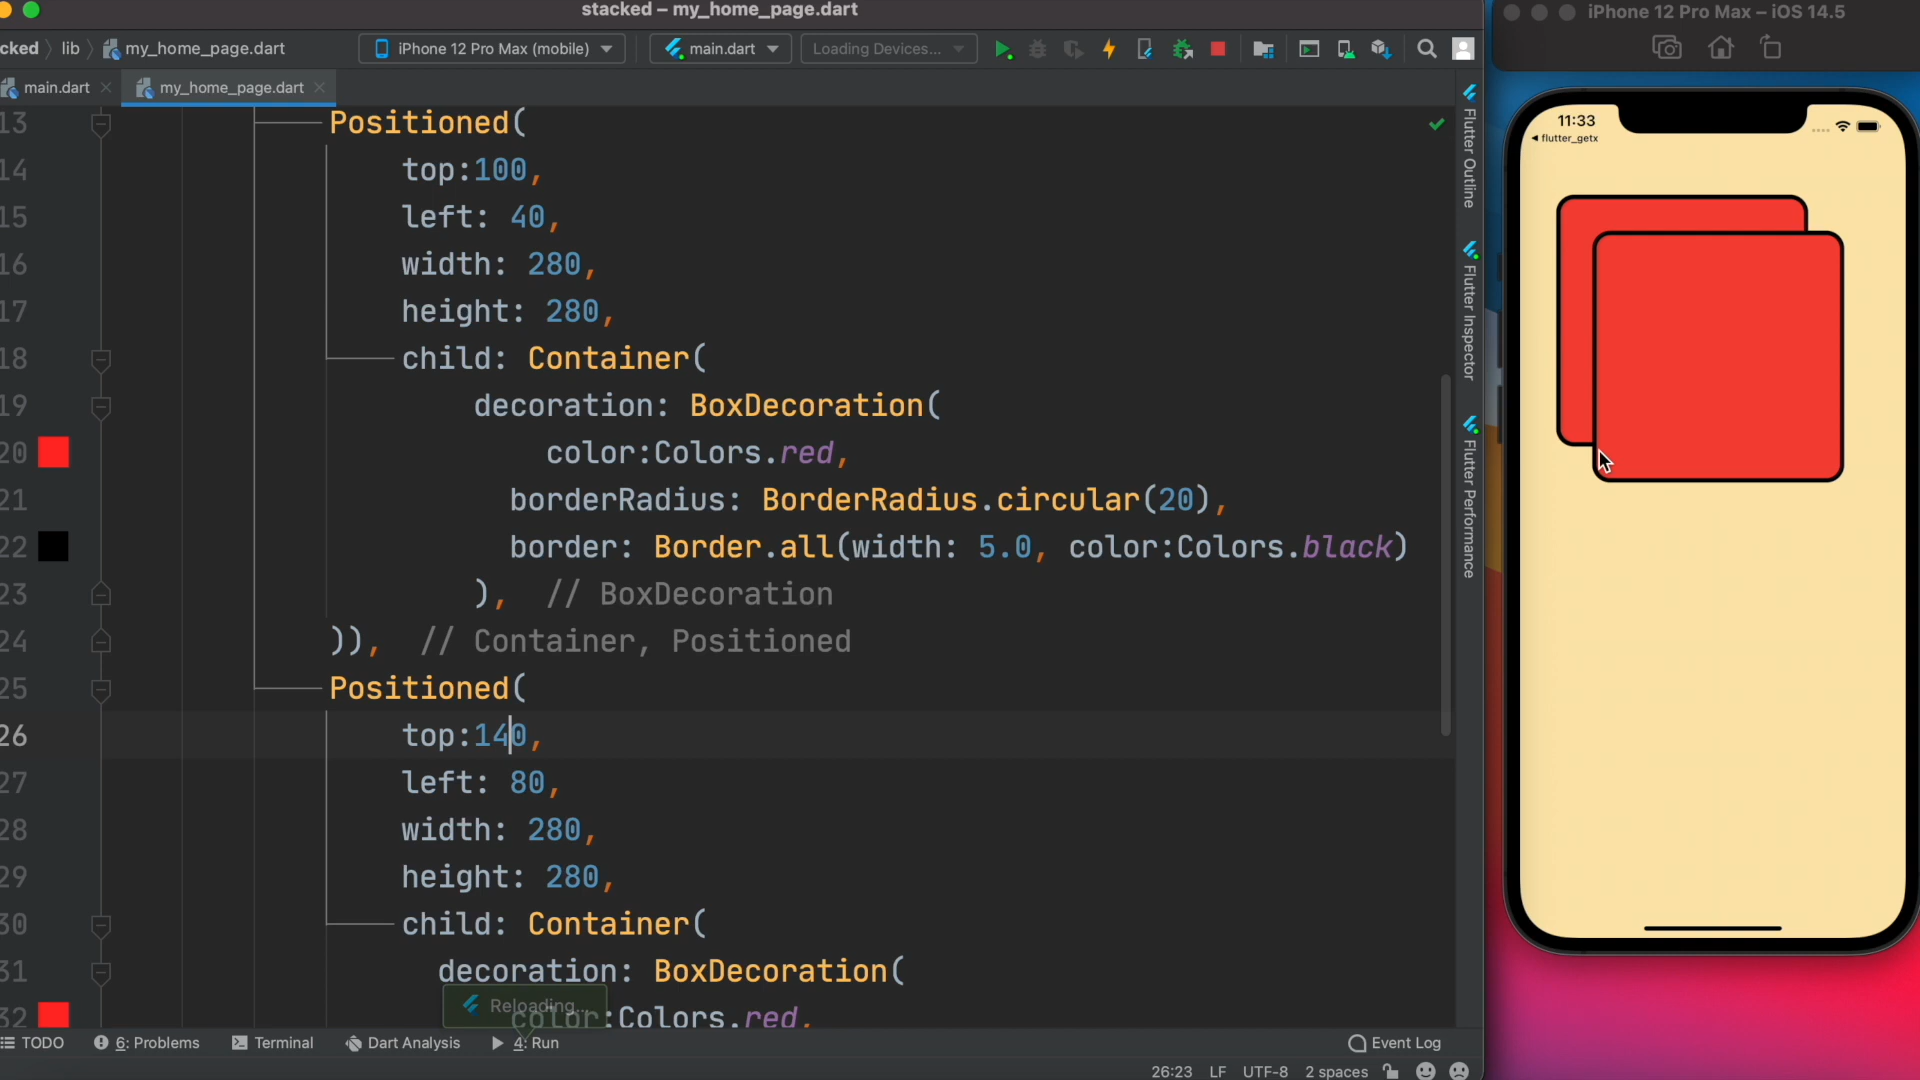 stacked – my_home_page.dart
iPhone 12 Pro Max – iOS 14.5
cked lib my_home_page.dart
iPhone 12 Pro Max (mobile)
main.dart
Loading Devices...
main.dart
my_home_page.dart
13 Positioned(
14 top:100,
15 left: 40,
16 width: 280,
17 height: 280,
18 child: Container(
19 decoration: BoxDecoration(
20 color:Colors.red,
21 borderRadius: BorderRadius.circular(20),
22 border: Border.all(width: 5.0, color:Colors.black)
23 ), // BoxDecoration
24 )), // Container, Positioned
25 Positioned(
26 top:140,
27 left: 80,
28 width: 280,
29 height: 280,
30 child: Container(
31 decoration: BoxDecoration(
32 color:Colors.red,
Reloading...
Flutter Outline
Flutter Inspector
Flutter Performance
11:33
◂ flutter_getx
TODO
6: Problems
Terminal
Dart Analysis
4: Run
Event Log
26:23 LF UTF-8 2 spaces